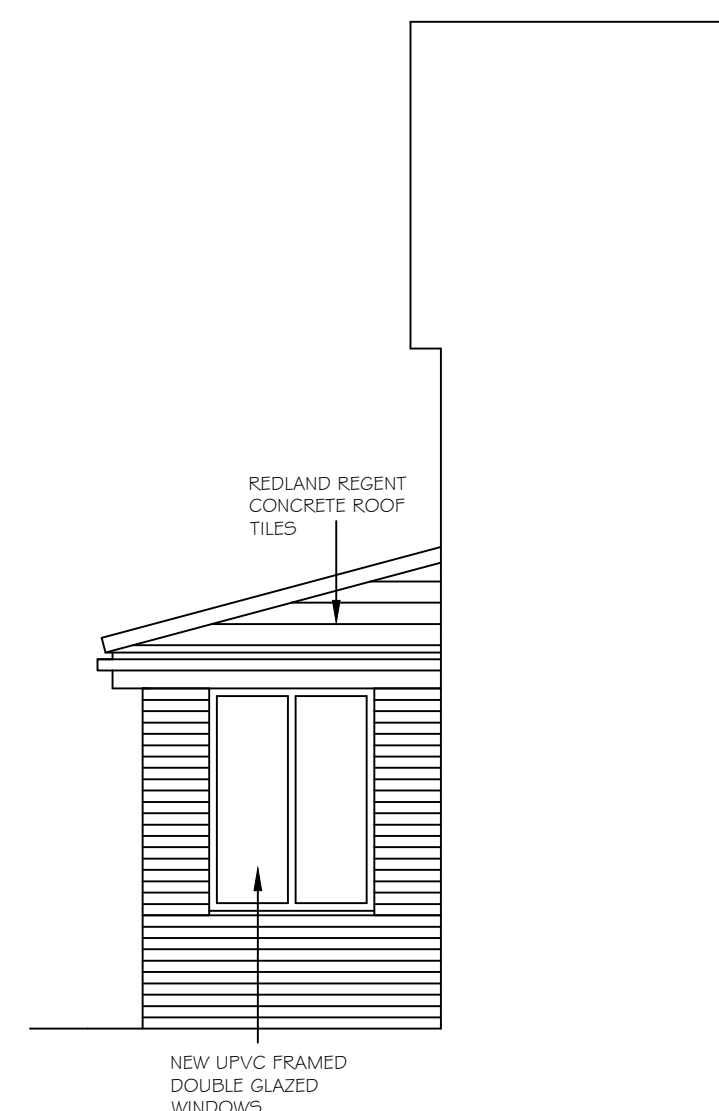 REDLAND REGENT
CONCRETE ROOF
TILES
NEW UPVC FRAMED
DOUBLE GLAZED
WINDOWS